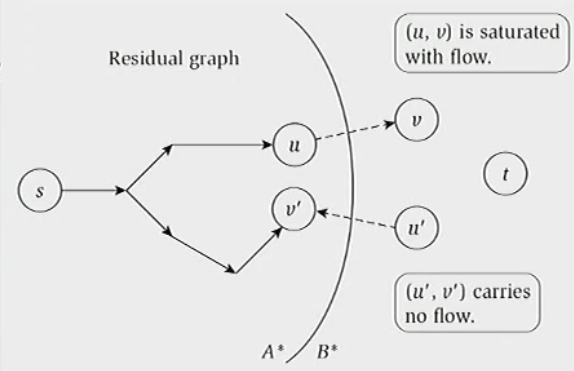 (u, v) is saturated
with flow.
Residual graph
v
u
t
s
v′
u′
(u′, v′) carries
no flow.
A* B*